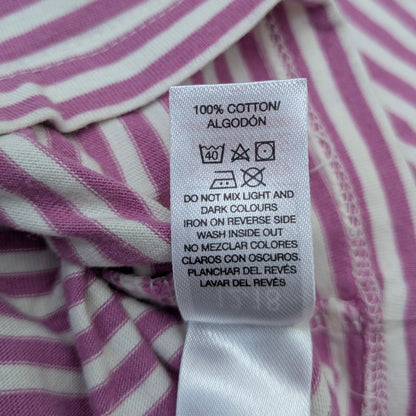 100% COTTON/
ALGODÓN
40
DO NOT MIX LIGHT AND
DARK COLOURS
IRON ON REVERSE SIDE
WASH INSIDE OUT
NO MEZCLAR COLORES
CLAROS CON OSCUROS.
PLANCHAR DEL REVÉS
LAVAR DEL REVÉS